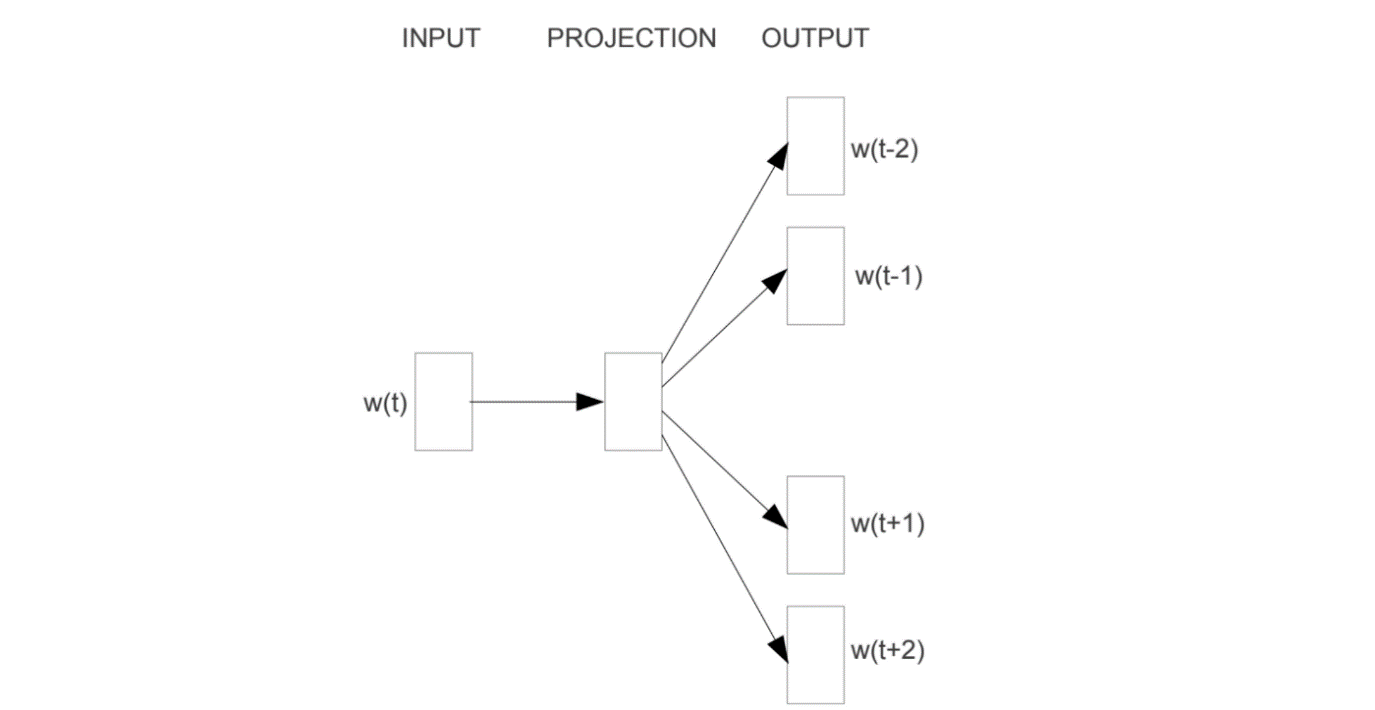 INPUT PROJECTION OUTPUT
w(t-2)
w(t-1)
w(t)
w(t+1)
w(t+2)